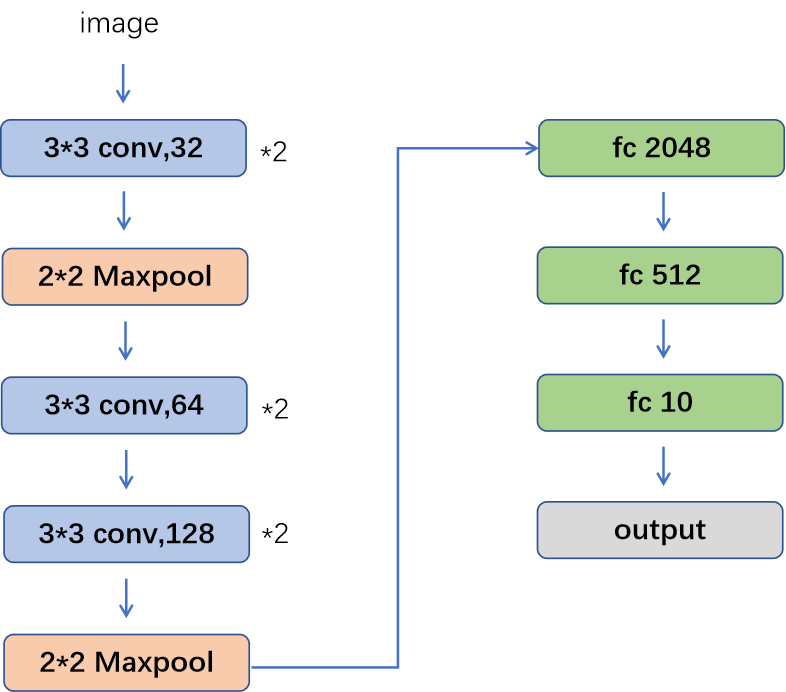 image
3*3 conv,32
*2
2*2 Maxpool
3*3 conv,64
*2
3*3 conv,128
*2
2*2 Maxpool
fc 2048
fc 512
fc 10
output